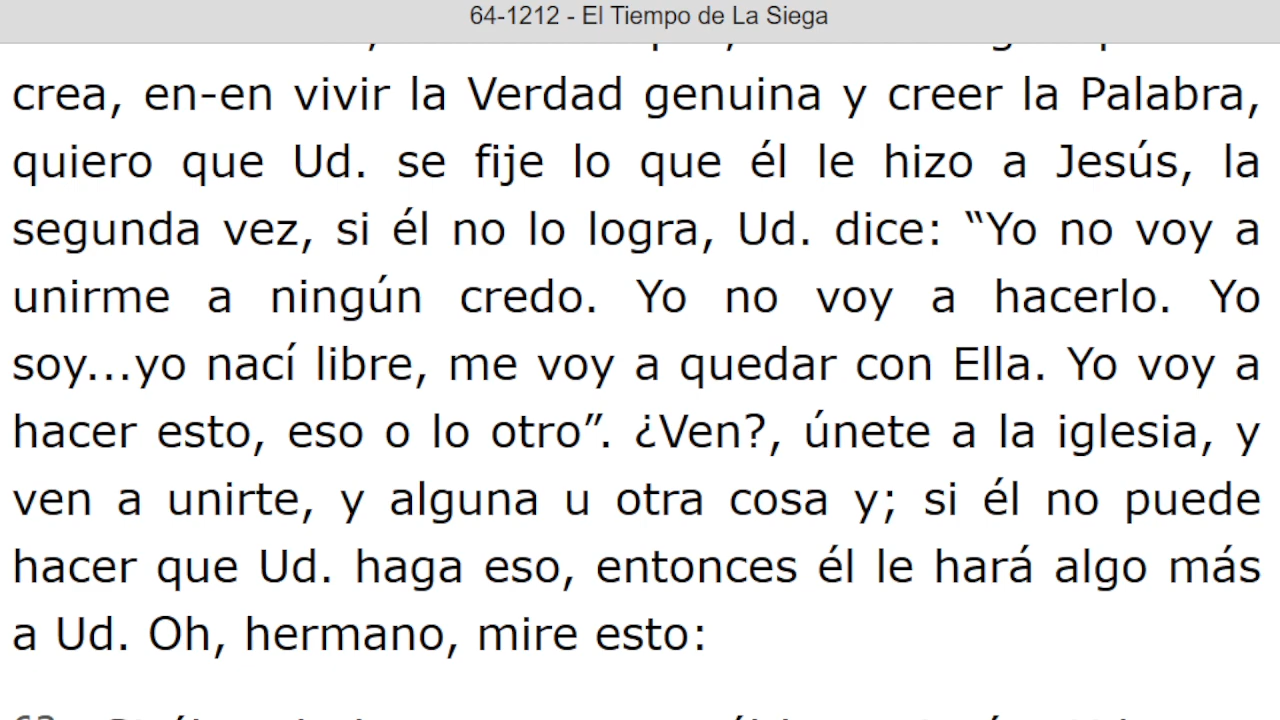 64-1212 - El Tiempo de La Siega
crea, en-en vivir la Verdad genuina y creer la Palabra,
quiero que Ud. se fije lo que él le hizo a Jesús, la
segunda vez, si él no lo logra, Ud. dice: “Yo no voy a
unirme a ningún credo. Yo no voy a hacerlo. Yo
soy...yo nací libre, me voy a quedar con Ella. Yo voy a
hacer esto, eso o lo otro”. ¿Ven?, únete a la iglesia, y
ven a unirte, y alguna u otra cosa y; si él no puede
hacer que Ud. haga eso, entonces él le hará algo más
a Ud. Oh, hermano, mire esto: